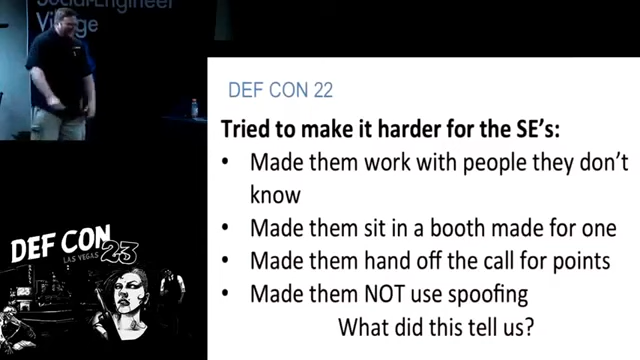 Social-Engineer
Village
DEF CON 22
Tried to make it harder for the SE's:
• Made them work with people they don't
know
• Made them sit in a booth made for one
• Made them hand off the call for points
• Made them NOT use spoofing
What did this tell us?
DEF CON
LAS VEGAS 23